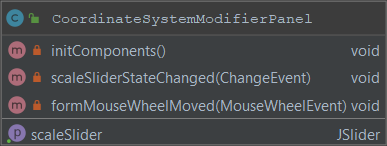 C CoordinateSystemModifierPanel
m initComponents() void
m scaleSliderStateChanged(ChangeEvent) void
m formMouseWheelMoved(MouseWheelEvent) void
p scaleSlider JSlider